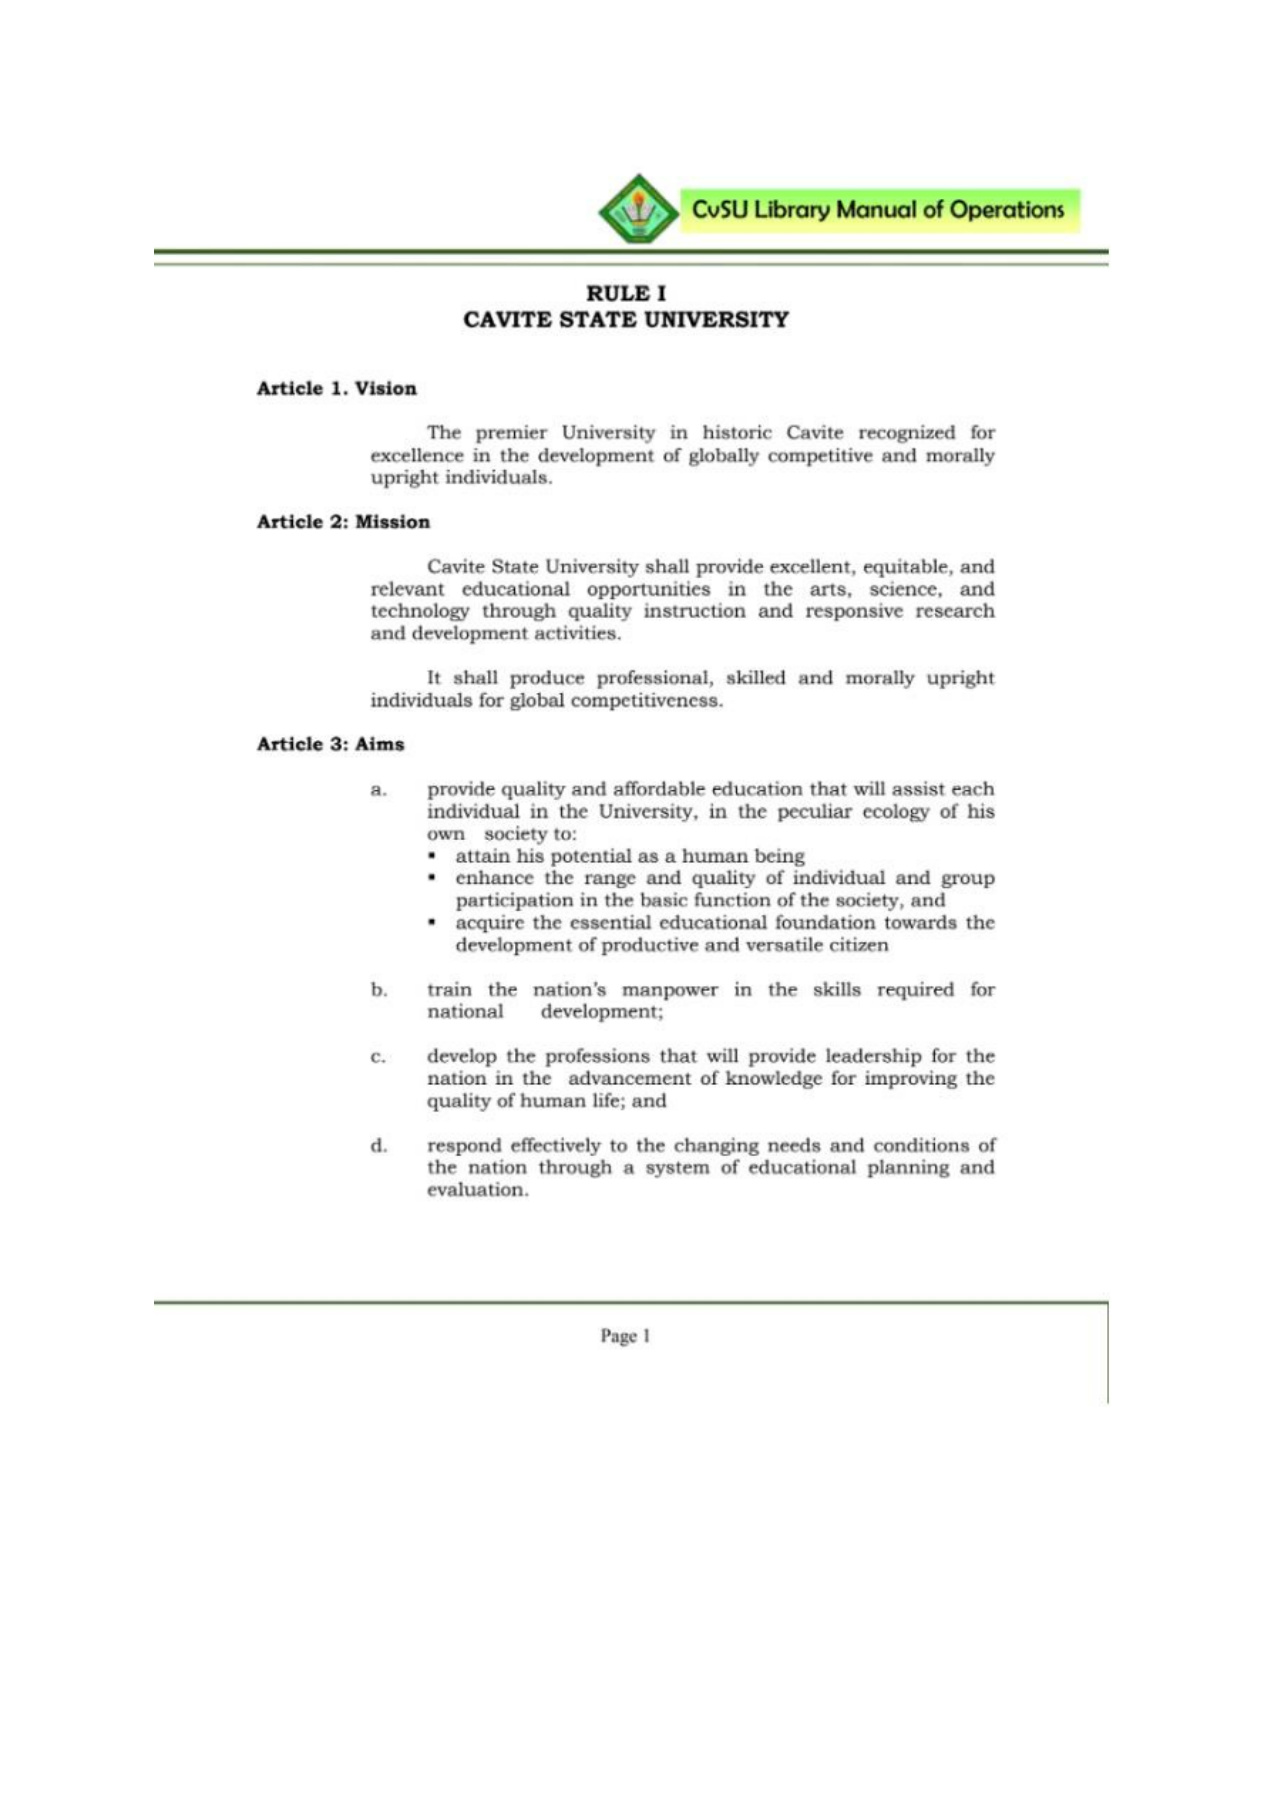 CvSU Library Manual of Operations
RULE I
CAVITE STATE UNIVERSITY
Article 1. Vision
The premier University in historic Cavite recognized for
excellence in the development of globally competitive and morally
upright individuals.
Article 2: Mission
Cavite State University shall provide excellent, equitable, and
relevant educational opportunities in the arts, science, and
technology through quality instruction and responsive research
and development activities.
It shall produce professional, skilled and morally upright
individuals for global competitiveness.
Article 3: Aims
a. provide quality and affordable education that will assist each
individual in the University, in the peculiar ecology of his
own society to:
▪ attain his potential as a human being
▪ enhance the range and quality of individual and group
participation in the basic function of the society, and
▪ acquire the essential educational foundation towards the
development of productive and versatile citizen
b. train the nation's manpower in the skills required for
national development;
c. develop the professions that will provide leadership for the
nation in the advancement of knowledge for improving the
quality of human life; and
d. respond effectively to the changing needs and conditions of
the nation through a system of educational planning and
evaluation.
Page 1